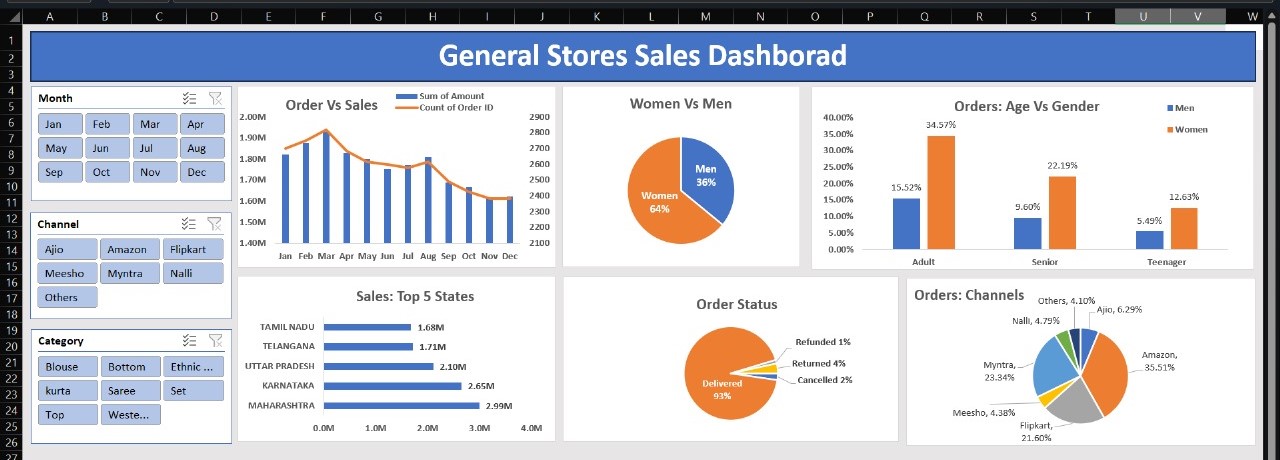 A B C D E F G H I J K L M N O P Q R S T U V W
1
2
3
4
5
6
7
8
9
10
11
12
13
14
15
16
17
18
19
20
21
22
23
24
25
26
27
General Stores Sales Dashborad
Month
Jan Feb Mar Apr
May Jun Jul Aug
Sep Oct Nov Dec
Channel
Ajio Amazon Flipkart
Meesho Myntra Nalli
Others
Category
Blouse Bottom Ethnic ...
kurta Saree Set
Top Weste...
Order Vs Sales
Sum of Amount
Count of Order ID
2.00M 2900
1.90M 2800
2700
1.80M 2600
1.70M 2500
1.60M 2400
2300
1.50M 2200
1.40M 2100
Jan Feb Mar Apr May Jun Jul Aug Sep Oct Nov Dec
Women Vs Men
Men
36%
Women
64%
Orders: Age Vs Gender
Men
Women
40.00%
35.00%
30.00%
25.00%
20.00%
15.00%
10.00%
5.00%
0.00%
15.52% 34.57%
9.60% 22.19%
5.49% 12.63%
Adult Senior Teenager
Sales: Top 5 States
TAMIL NADU 1.68M
TELANGANA 1.71M
UTTAR PRADESH 2.10M
KARNATAKA 2.65M
MAHARASHTRA 2.99M
0.0M 1.0M 2.0M 3.0M 4.0M
Order Status
Refunded 1%
Returned 4%
Cancelled 2%
Delivered
93%
Orders: Channels
Others, 4.10%
Ajio, 6.29%
Nalli, 4.79%
Amazon,
35.51%
Myntra,
23.34%
Meesho, 4.38%
Flipkart,
21.60%